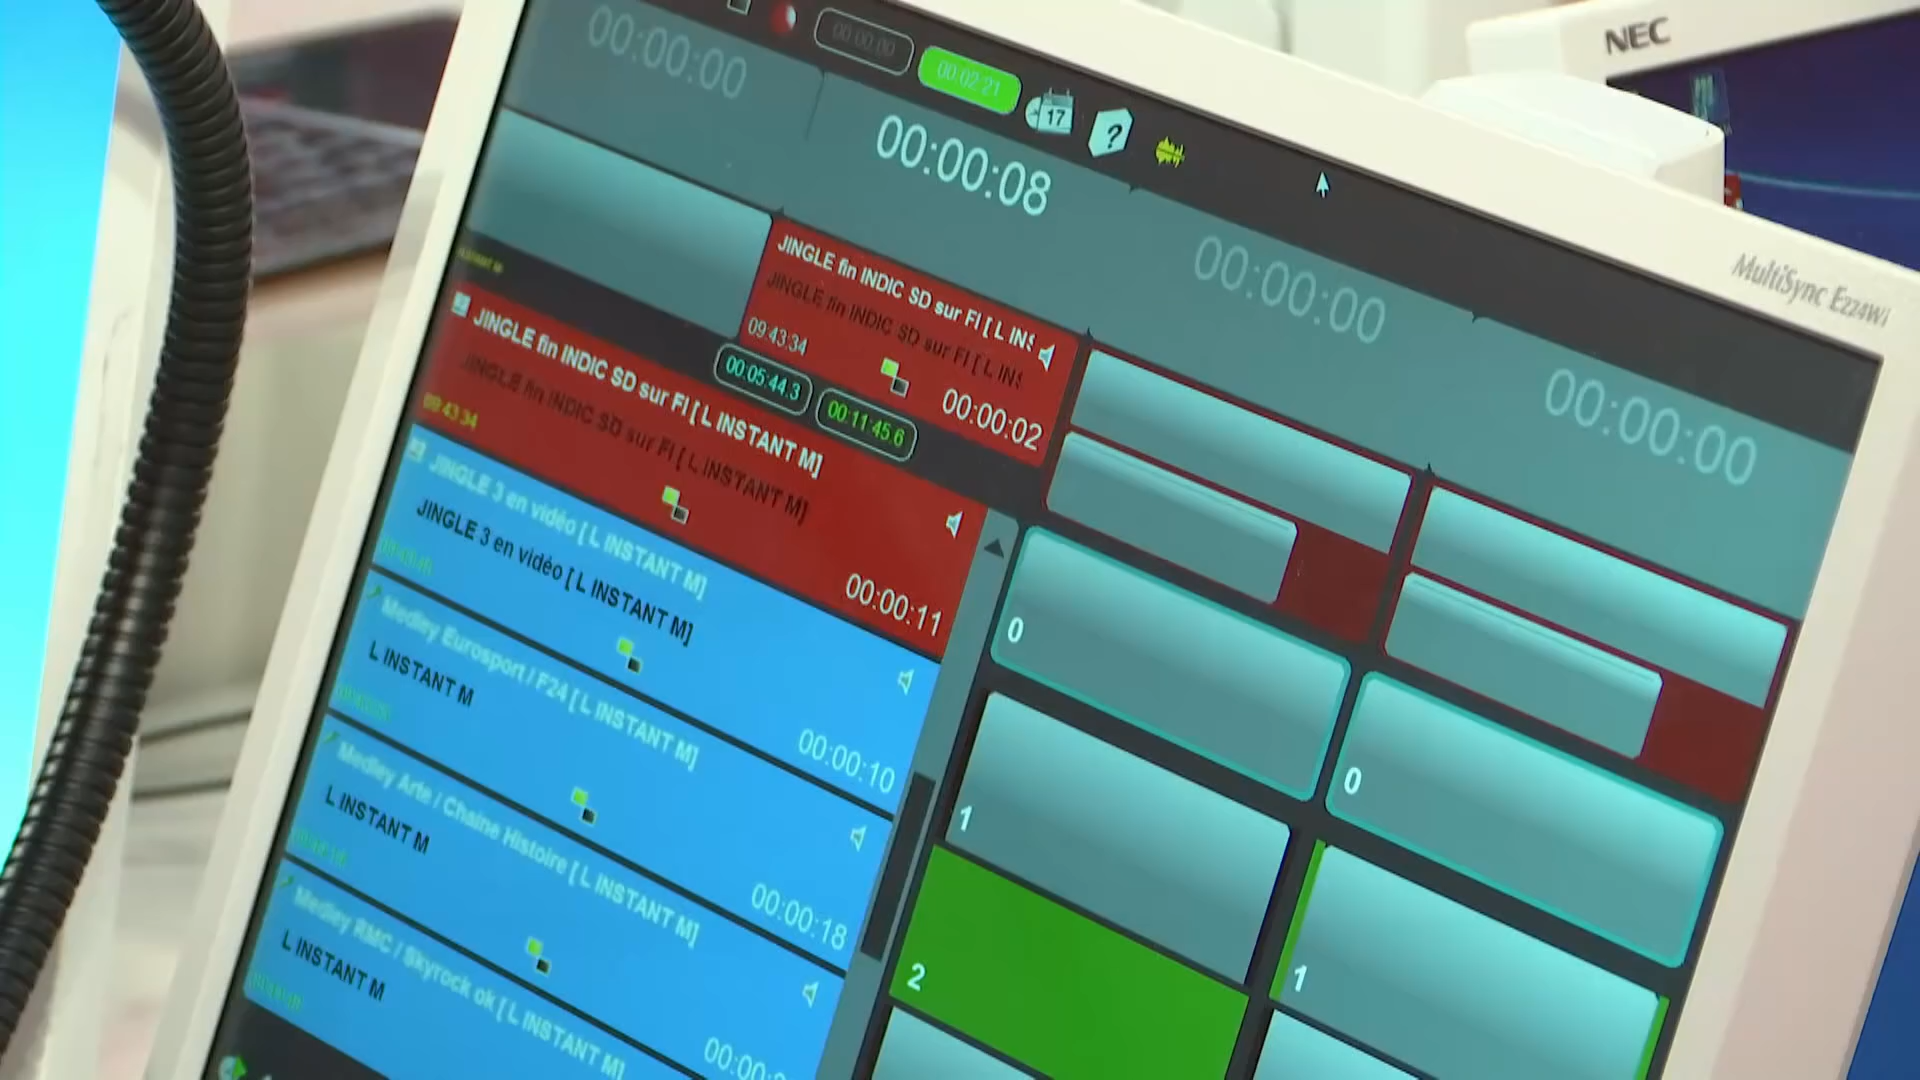 00:00:00
00:00:00
00:02:21
17
?
NEC
MultiSync E224Wi
00:00:08
00:00:00
00:00:00
JINGLE fin INDIC SD sur FI [ L INS
JINGLE fin INDIC SD sur FI [ L INS
09:43:34
00:00:02
00:05:44.3
00:11:45.6
JINGLE fin INDIC SD sur FI [ L INSTANT M]
JINGLE fin INDIC SD sur FI [ L INSTANT M]
09:43:34
00:00:11
JINGLE 3 en vidéo [ L INSTANT M]
JINGLE 3 en vidéo [ L INSTANT M]
00:00:10
Medley Eurosport / F24 [ L INSTANT M]
L INSTANT M
00:00:18
Medley Arte / Chaine Histoire [ L INSTANT M]
L INSTANT M
Medley RMC / Skyrock ok [ L INSTANT M]
L INSTANT M
0
1
2
0
1